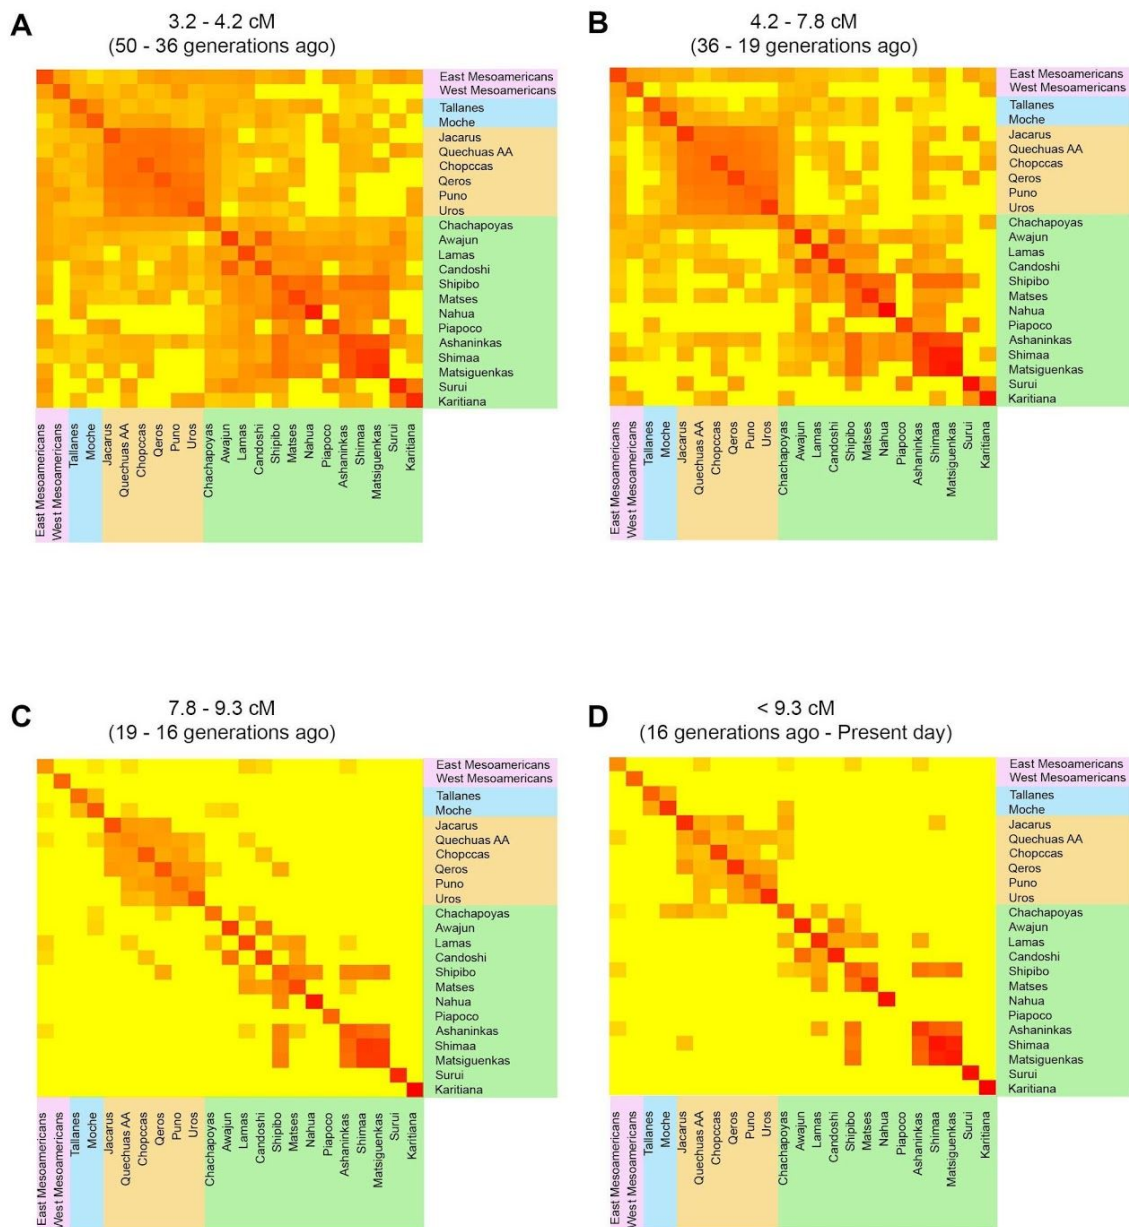 A
3.2 - 4.2 cM
(50 - 36 generations ago)
East Mesoamericans
West Mesoamericans
Tallanes
Moche
Jacarus
Quechuas AA
Chopccas
Qeros
Puno
Uros
Chachapoyas
Awajun
Lamas
Candoshi
Shipibo
Matses
Nahua
Piapoco
Ashaninkas
Shimaa
Matsiguenkas
Surui
Karitiana
East Mesoamericans
West Mesoamericans
Tallanes
Moche
Jacarus
Quechuas AA
Chopccas
Qeros
Puno
Uros
Chachapoyas
Awajun
Lamas
Candoshi
Shipibo
Matses
Nahua
Piapoco
Ashaninkas
Shimaa
Matsiguenkas
Surui
Karitiana
B
4.2 - 7.8 cM
(36 - 19 generations ago)
East Mesoamericans
West Mesoamericans
Tallanes
Moche
Jacarus
Quechuas AA
Chopccas
Qeros
Puno
Uros
Chachapoyas
Awajun
Lamas
Candoshi
Shipibo
Matses
Nahua
Piapoco
Ashaninkas
Shimaa
Matsiguenkas
Surui
Karitiana
East Mesoamericans
West Mesoamericans
Tallanes
Moche
Jacarus
Quechuas AA
Chopccas
Qeros
Puno
Uros
Chachapoyas
Awajun
Lamas
Candoshi
Shipibo
Matses
Nahua
Piapoco
Ashaninkas
Shimaa
Matsiguenkas
Surui
Karitiana
C
7.8 - 9.3 cM
(19 - 16 generations ago)
East Mesoamericans
West Mesoamericans
Tallanes
Moche
Jacarus
Quechuas AA
Chopccas
Qeros
Puno
Uros
Chachapoyas
Awajun
Lamas
Candoshi
Shipibo
Matses
Nahua
Piapoco
Ashaninkas
Shimaa
Matsiguenkas
Surui
Karitiana
East Mesoamericans
West Mesoamericans
Tallanes
Moche
Jacarus
Quechuas AA
Chopccas
Qeros
Puno
Uros
Chachapoyas
Awajun
Lamas
Candoshi
Shipibo
Matses
Nahua
Piapoco
Ashaninkas
Shimaa
Matsiguenkas
Surui
Karitiana
D
< 9.3 cM
(16 generations ago - Present day)
East Mesoamericans
West Mesoamericans
Tallanes
Moche
Jacarus
Quechuas AA
Chopccas
Qeros
Puno
Uros
Chachapoyas
Awajun
Lamas
Candoshi
Shipibo
Matses
Nahua
Piapoco
Ashaninkas
Shimaa
Matsiguenkas
Surui
Karitiana
East Mesoamericans
West Mesoamericans
Tallanes
Moche
Jacarus
Quechuas AA
Chopccas
Qeros
Puno
Uros
Chachapoyas
Awajun
Lamas
Candoshi
Shipibo
Matses
Nahua
Piapoco
Ashaninkas
Shimaa
Matsiguenkas
Surui
Karitiana